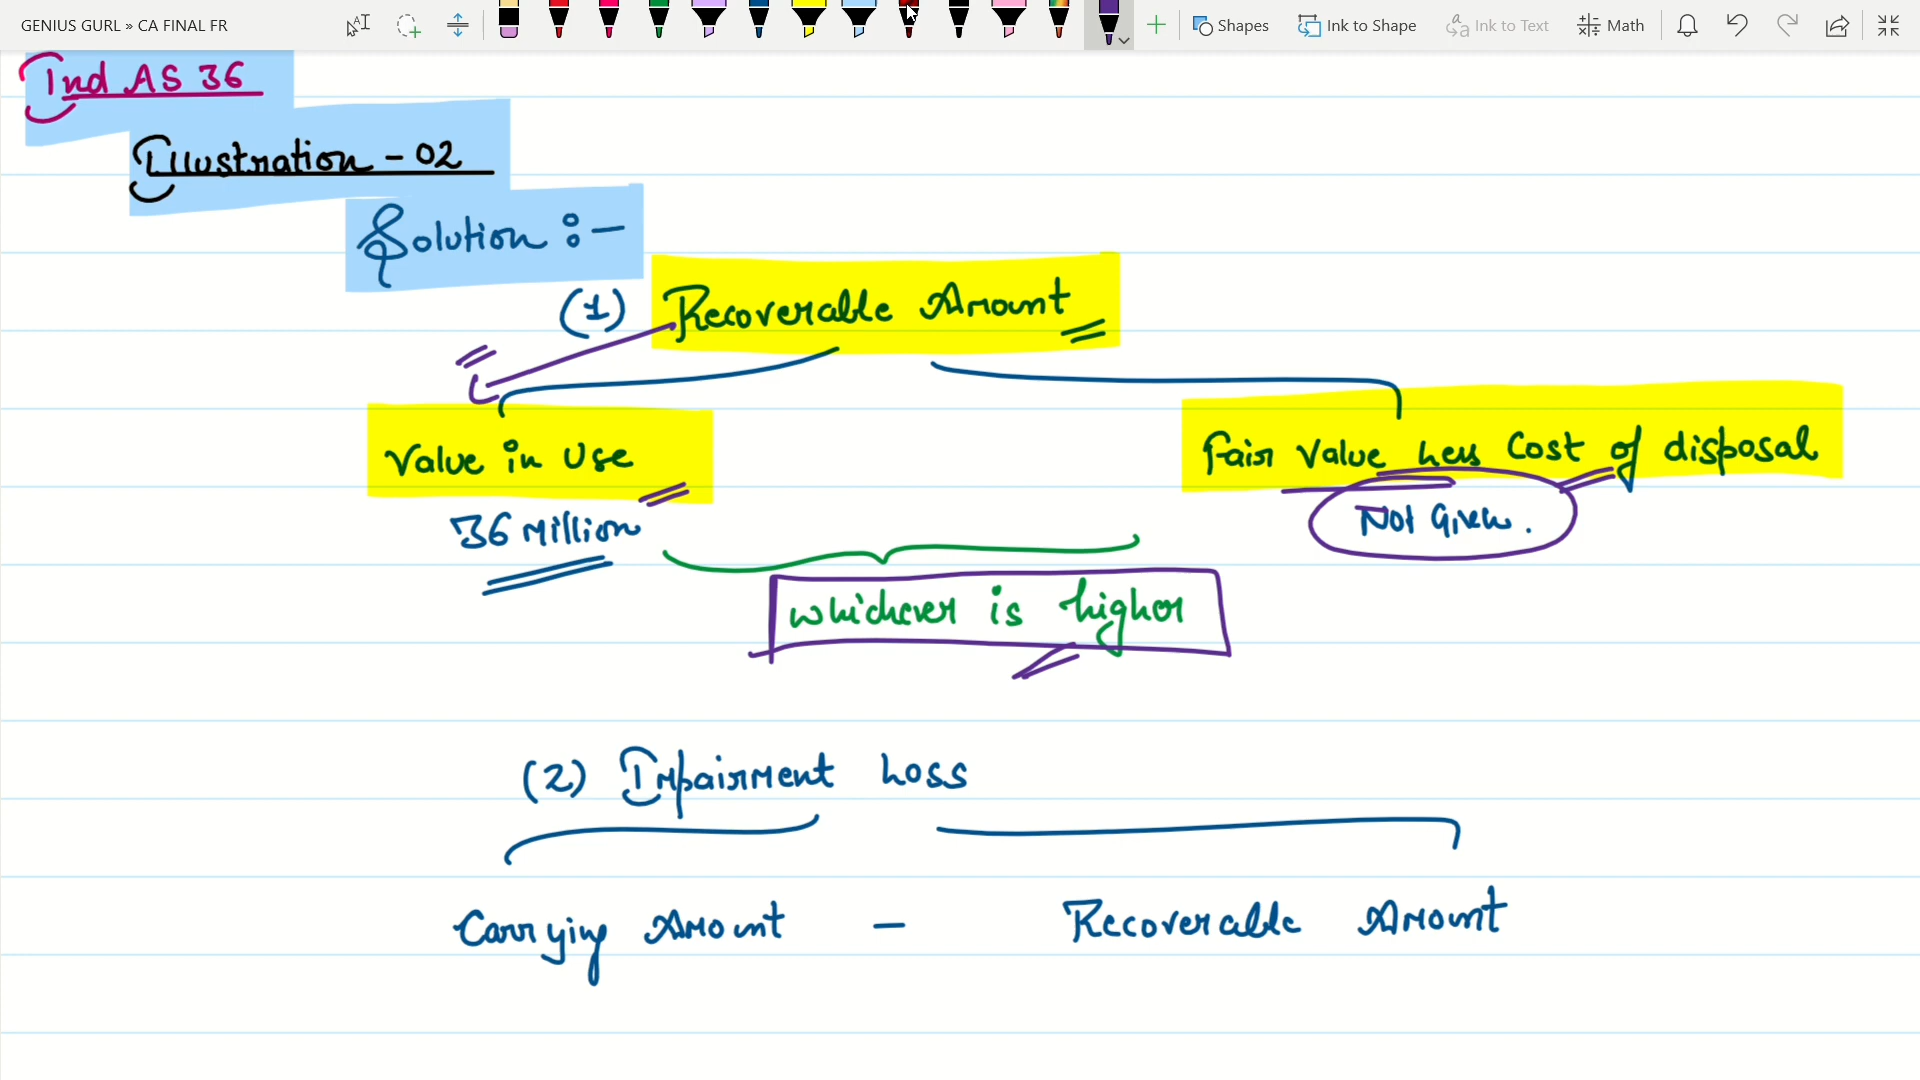 GENIUS GURL » CA FINAL FR
Shapes
Ink to Shape
Ink to Text
Math
Ind AS 36
Illustration - 02
Solution :-
(1) Recoverable Amount
Value in Use
Fair Value Less Cost of disposal
36 Million
Not Given.
whichever is higher
(2) Impairment Loss
Carrying Amount - Recoverable Amount